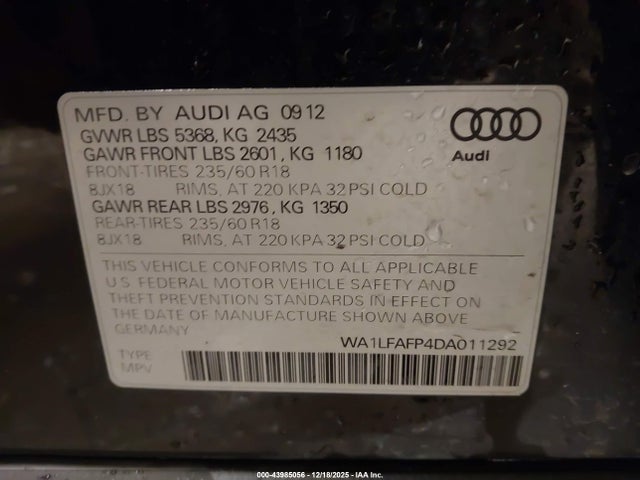 MFD. BY AUDI AG 09 12
GVWR LBS 5368, KG 2435
GAWR FRONT LBS 2601, KG 1180
FRONT-TIRES 235/60 R18
8JX18 RIMS, AT 220 KPA 32 PSI COLD
GAWR REAR LBS 2976, KG 1350
REAR-TIRES 235/60 R18
8JX18 RIMS, AT 220 KPA 32 PSI COLD
Audi
THIS VEHICLE CONFORMS TO ALL APPLICABLE
U.S. FEDERAL MOTOR VEHICLE SAFETY AND
THEFT PREVENTION STANDARDS IN EFFECT ON
THE DATE OF MANUFACTURE SHOWN ABOVE
GERMANY
WA1LFAFP4DA011292
TYPE
MPV
000-43985056 - 12/18/2025 - IAA Inc.